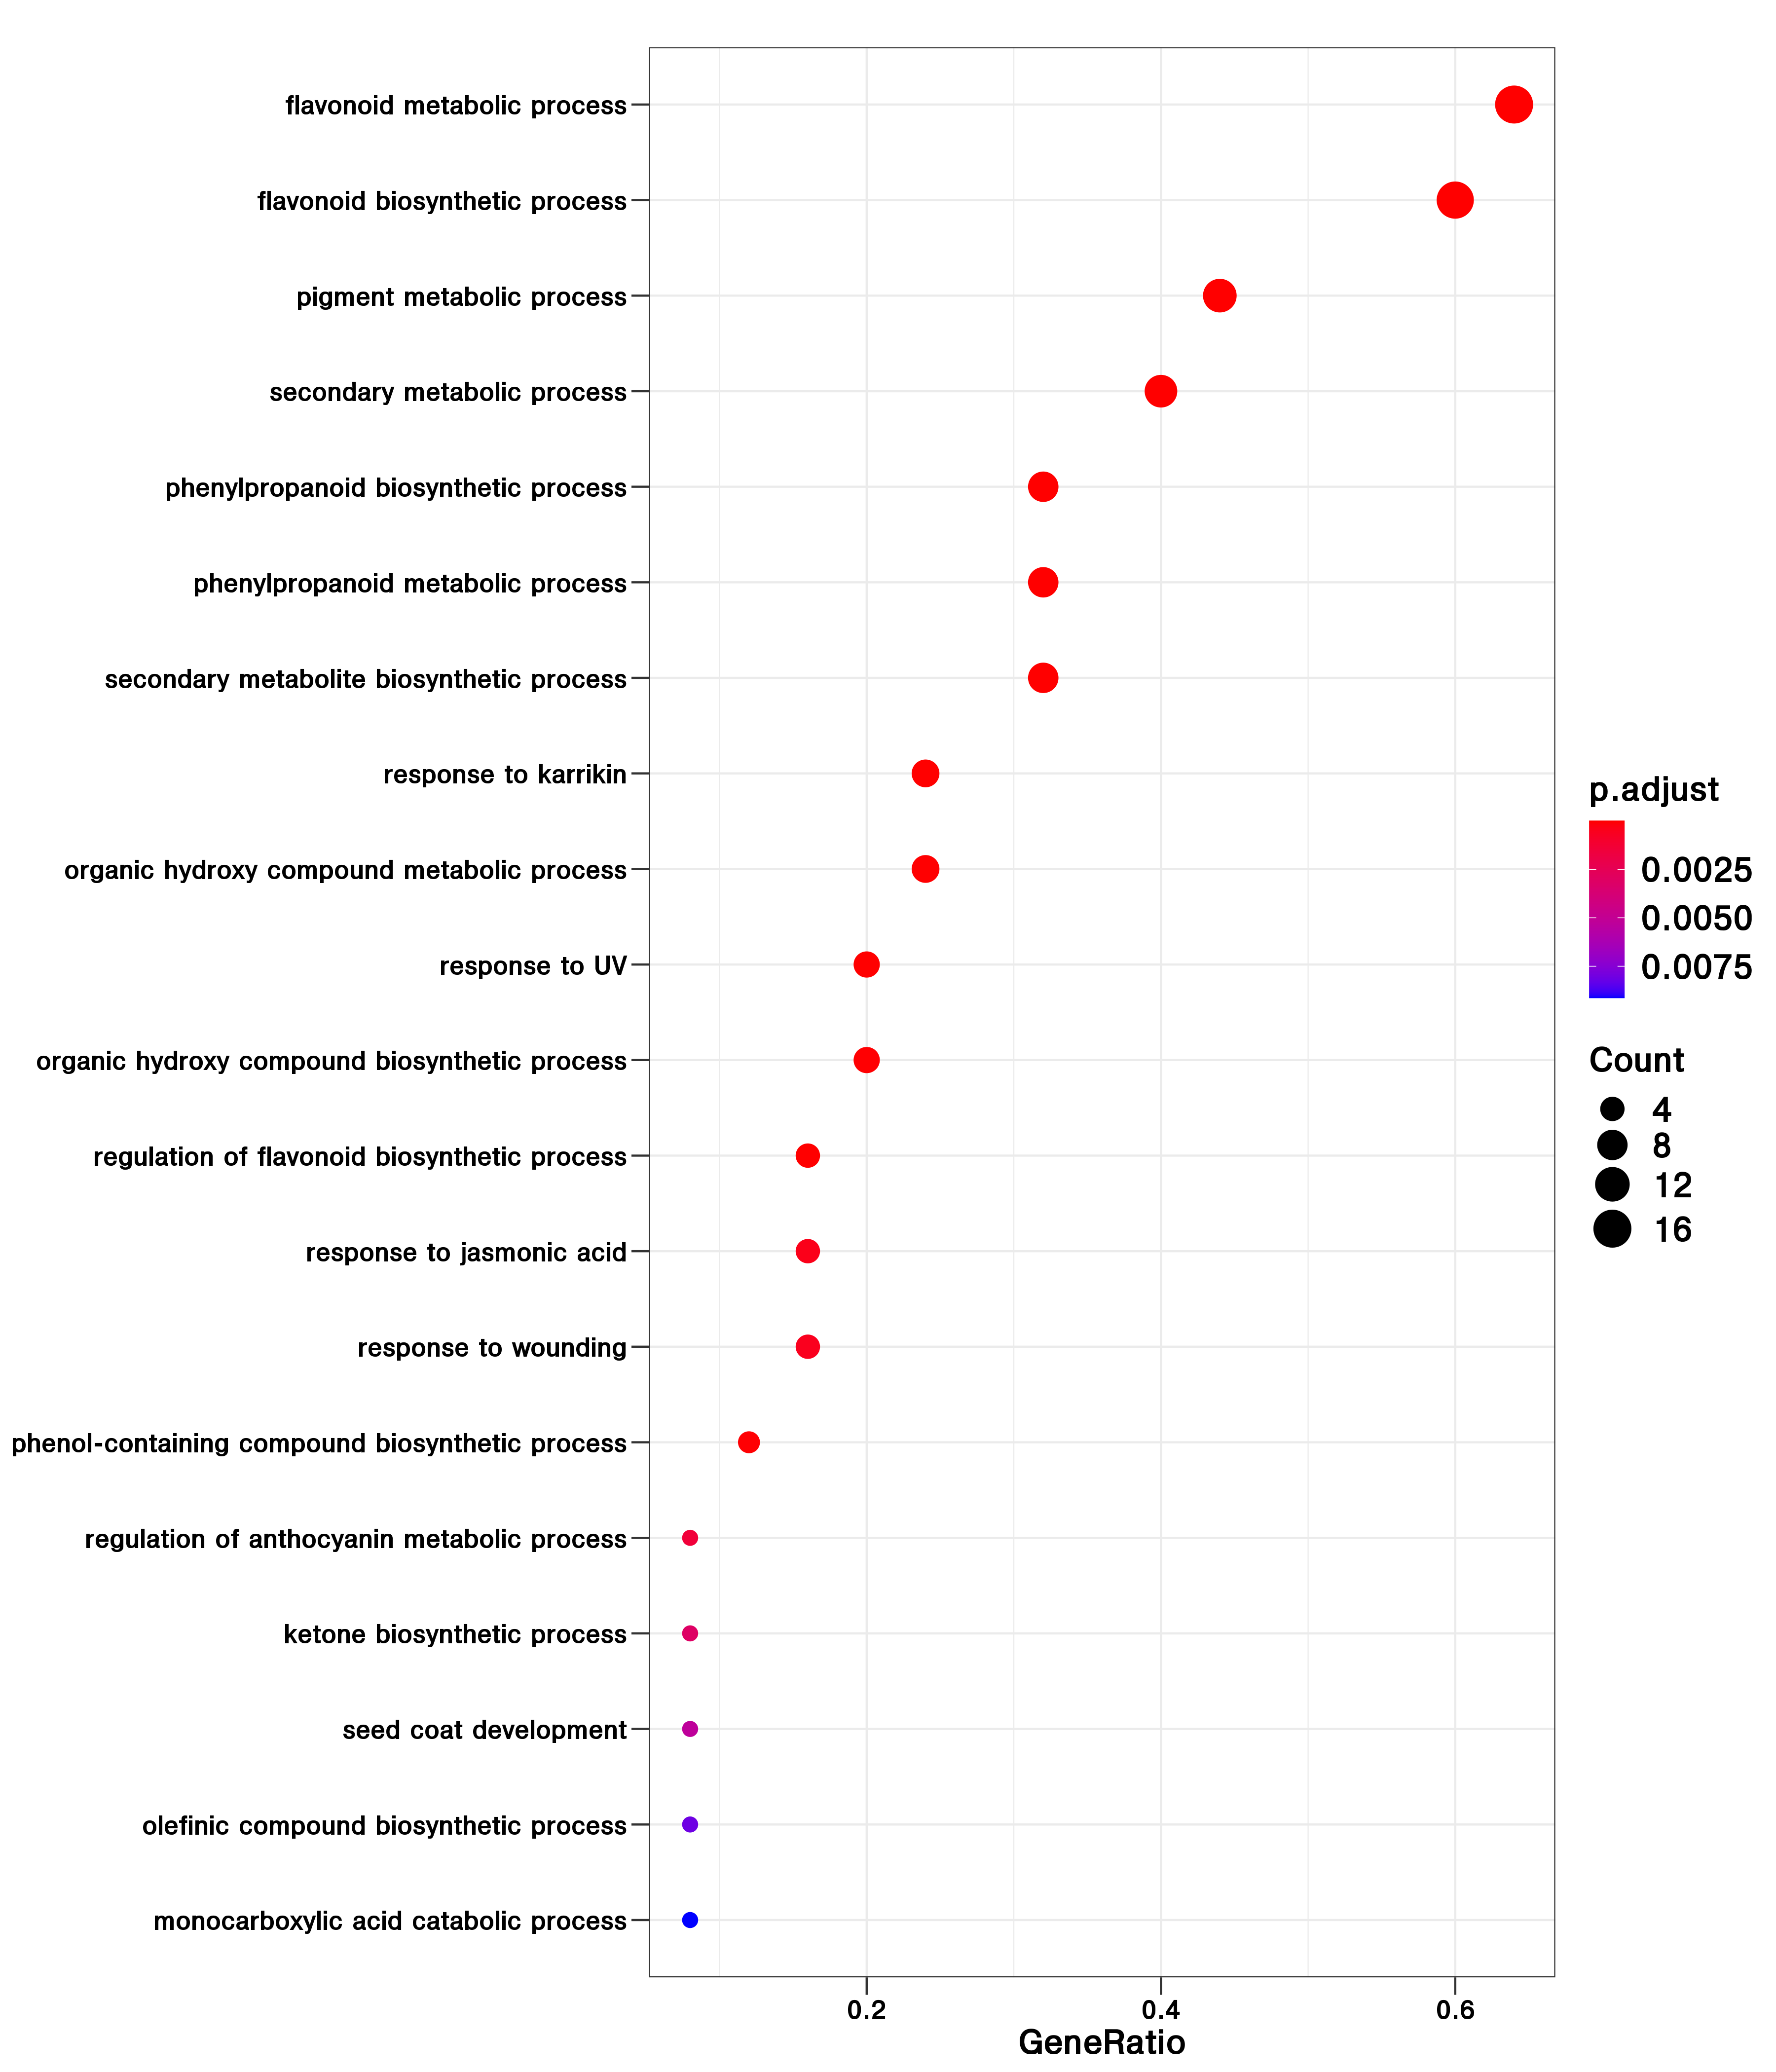 flavonoid metabolic process
flavonoid biosynthetic process
pigment metabolic process
secondary metabolic process
phenylpropanoid biosynthetic process
phenylpropanoid metabolic process
secondary metabolite biosynthetic process
response to karrikin
organic hydroxy compound metabolic process
response to UV
organic hydroxy compound biosynthetic process
regulation of flavonoid biosynthetic process
response to jasmonic acid
response to wounding
phenol-containing compound biosynthetic process
regulation of anthocyanin metabolic process
ketone biosynthetic process
seed coat development
olefinic compound biosynthetic process
monocarboxylic acid catabolic process
0.2 0.4 0.6
GeneRatio
p.adjust
0.0025
0.0050
0.0075
Count
4
8
12
16